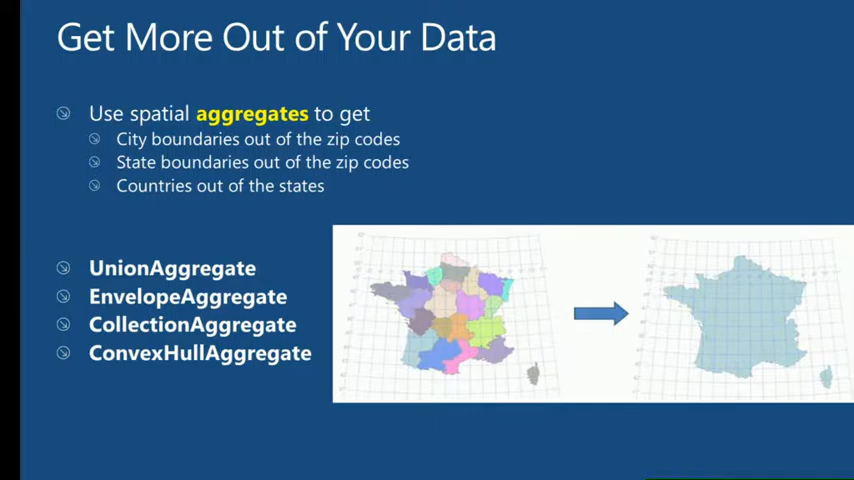 Get More Out of Your Data
Use spatial aggregates to get
City boundaries out of the zip codes
State boundaries out of the zip codes
Countries out of the states
UnionAggregate
EnvelopeAggregate
CollectionAggregate
ConvexHullAggregate